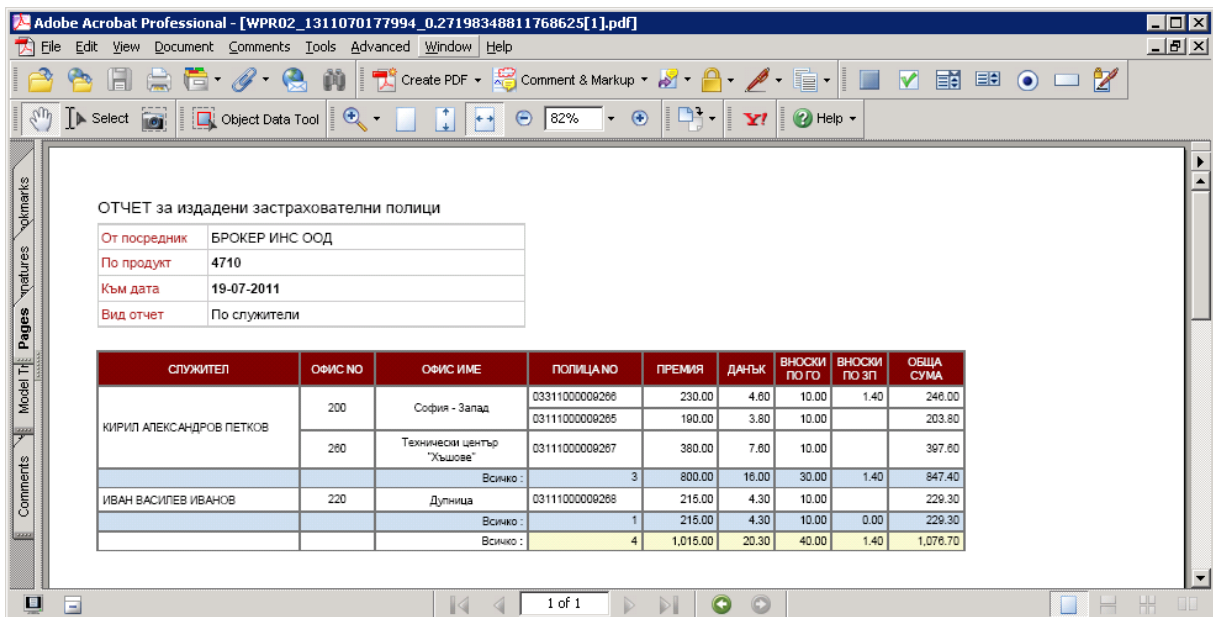 Adobe Acrobat Professional - [WPR02_1311070177994_0.27198348811768625[1].pdf]
File Edit View Document Comments Tools Advanced Window Help
Create PDF Comment & Markup
Select Object Data Tool 82% Y! Help
ОТЧЕТ за издадени застрахователни полици
От посредник БРОКЕР ИНС ООД
По продукт 4710
Към дата 19-07-2011
Вид отчет По служители
СЛУЖИТЕЛ ОФИС NO ОФИС ИМЕ ПОЛИЦА NO ПРЕМИЯ ДАНЪК ВНОСКИ ПО ГО ВНОСКИ ПО ЗП ОБЩА СУМА
КИРИЛ АЛЕКСАНДРОВ ПЕТКОВ 200 София - Запад 03311000009266 230.00 4.60 10.00 1.40 246.00
03111000009265 190.00 3.80 10.00 203.80
260 Технически център "Хъшове" 03111000009267 380.00 7.60 10.00 397.60
Всичко : 3 800.00 16.00 30.00 1.40 847.40
ИВАН ВАСИЛЕВ ИВАНОВ 220 Дупница 03111000009268 215.00 4.30 10.00 229.30
Всичко : 1 215.00 4.30 10.00 0.00 229.30
Всичко : 4 1,015.00 20.30 40.00 1.40 1,076.70
Pages
Model Tr
Comments
1 of 1